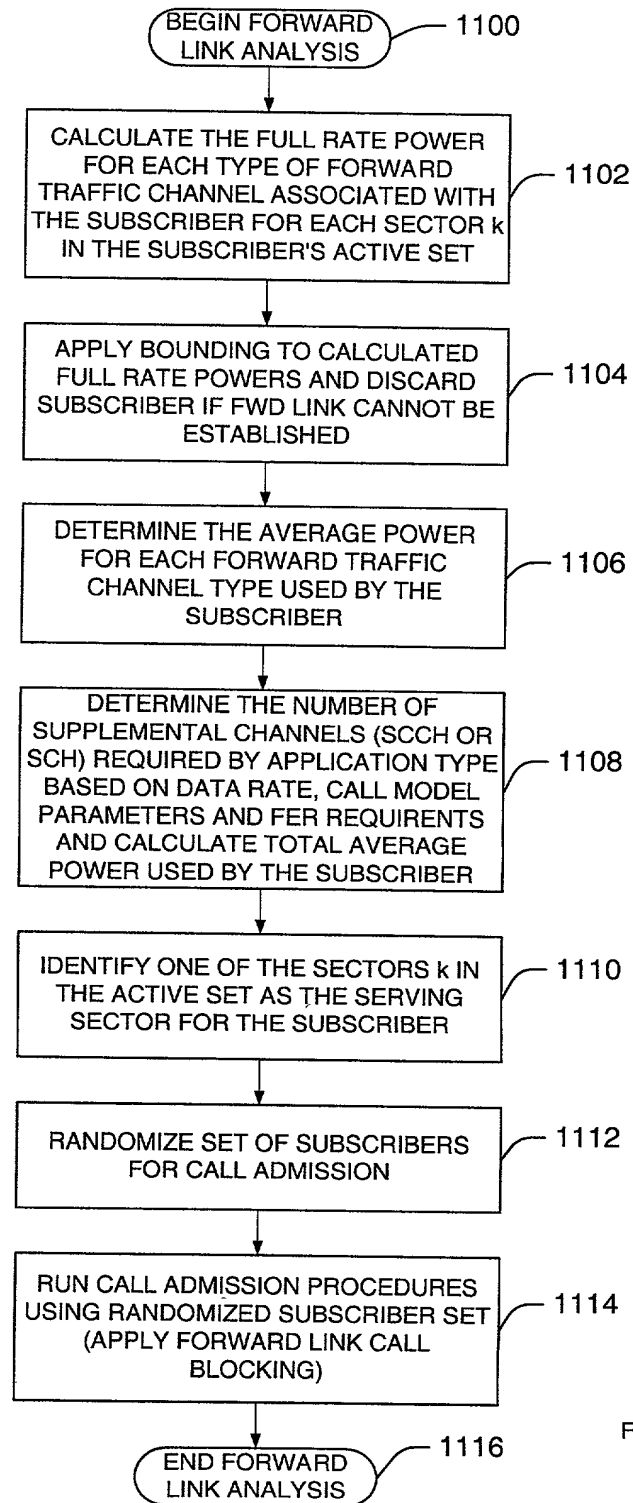 BEGIN FORWARD
LINK ANALYSIS
1100
CALCULATE THE FULL RATE POWER
FOR EACH TYPE OF FORWARD
TRAFFIC CHANNEL ASSOCIATED WITH
THE SUBSCRIBER FOR EACH SECTOR k
IN THE SUBSCRIBER'S ACTIVE SET
1102
APPLY BOUNDING TO CALCULATED
FULL RATE POWERS AND DISCARD
SUBSCRIBER IF FWD LINK CANNOT BE
ESTABLISHED
1104
DETERMINE THE AVERAGE POWER
FOR EACH FORWARD TRAFFIC
CHANNEL TYPE USED BY THE
SUBSCRIBER
1106
DETERMINE THE NUMBER OF
SUPPLEMENTAL CHANNELS (SCCH OR
SCH) REQUIRED BY APPLICATION TYPE
BASED ON DATA RATE, CALL MODEL
PARAMETERS AND FER REQUIRENTS
AND CALCULATE TOTAL AVERAGE
POWER USED BY THE SUBSCRIBER
1108
IDENTIFY ONE OF THE SECTORS k IN
THE ACTIVE SET AS THE SERVING
SECTOR FOR THE SUBSCRIBER
1110
RANDOMIZE SET OF SUBSCRIBERS
FOR CALL ADMISSION
1112
RUN CALL ADMISSION PROCEDURES
USING RANDOMIZED SUBSCRIBER SET
(APPLY FORWARD LINK CALL
BLOCKING)
1114
F
END FORWARD
LINK ANALYSIS
1116